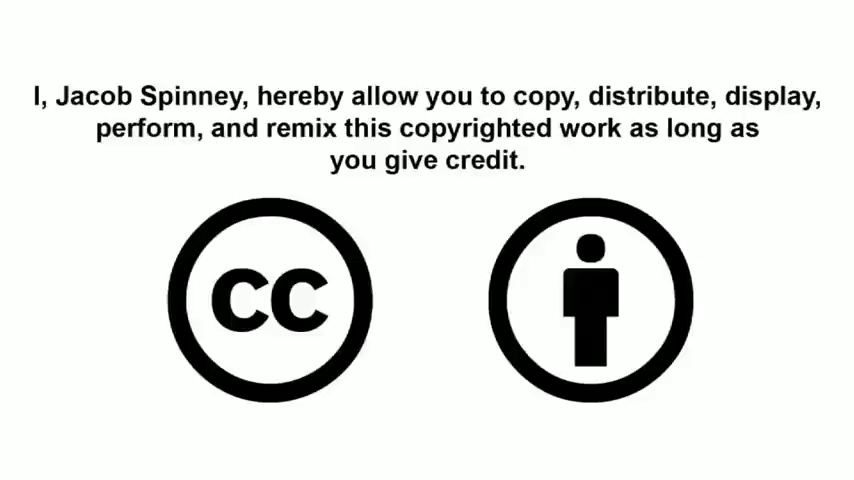 I, Jacob Spinney, hereby allow you to copy, distribute, display,
perform, and remix this copyrighted work as long as
you give credit.
CC